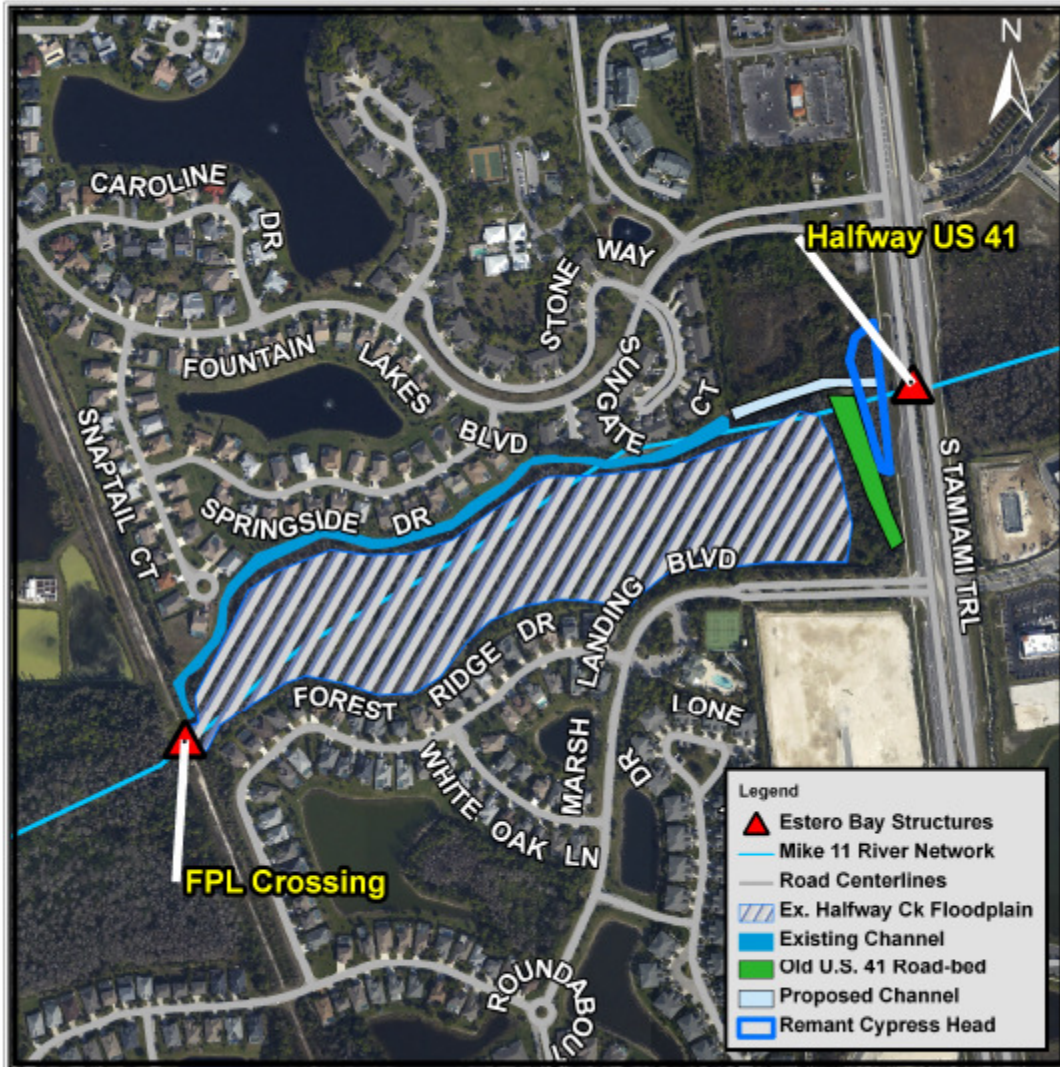 N
CAROLINE
DR
Halfway US 41
STONE WAY
FOUNTAIN LAKES BLVD
SUNGATE CT
SNAPTAIL CT
SPRINGSIDE DR
S TAMIAMI TRL
FOREST RIDGE DR
MARSH LANDING BLVD
LONE
DR
WHITE OAK LN
FPL Crossing
ROUNDABOUT
Legend
Estero Bay Structures
Mike 11 River Network
Road Centerlines
Ex. Halfway Ck Floodplain
Existing Channel
Old U.S. 41 Road-bed
Proposed Channel
Remant Cypress Head